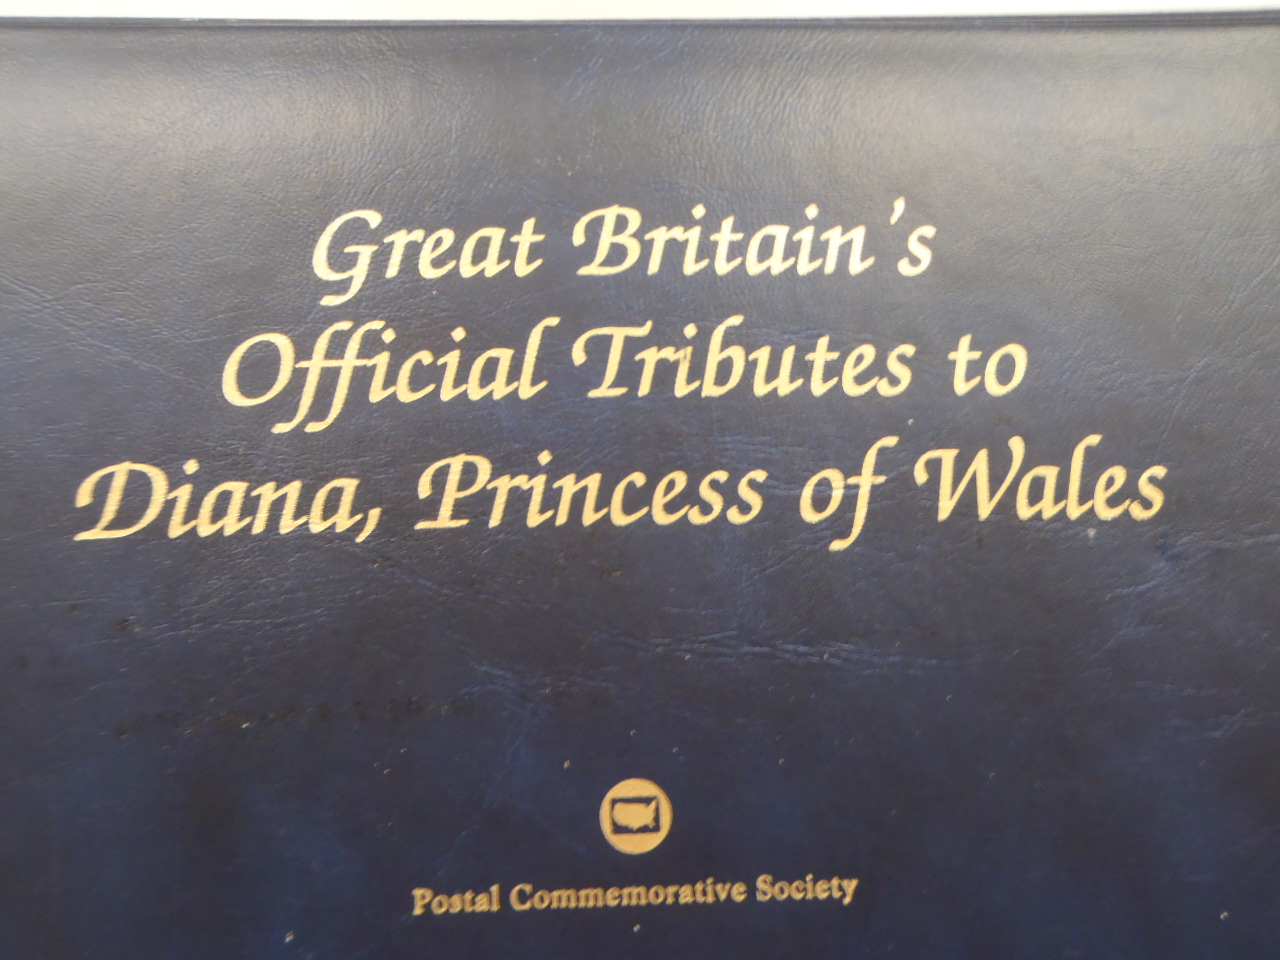 Great Britain's
Official Tributes to
Diana, Princess of Wales
Postal Commemorative Society